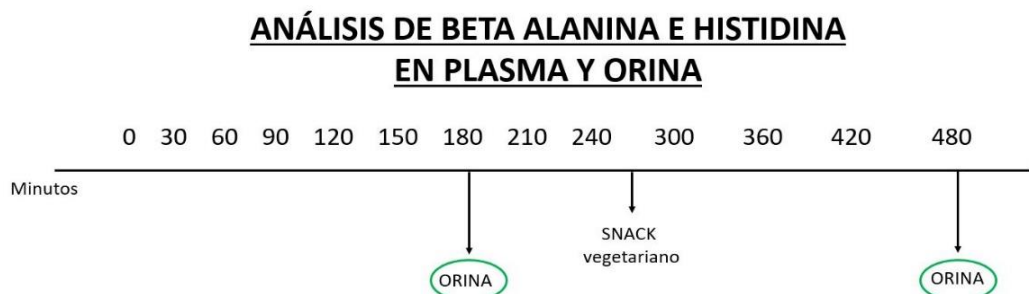 ANÁLISIS DE BETA ALANINA E HISTIDINA
EN PLASMA Y ORINA
0 30 60 90 120 150 180 210 240 300 360 420 480
Minutos
SNACK
vegetariano
ORINA
ORINA